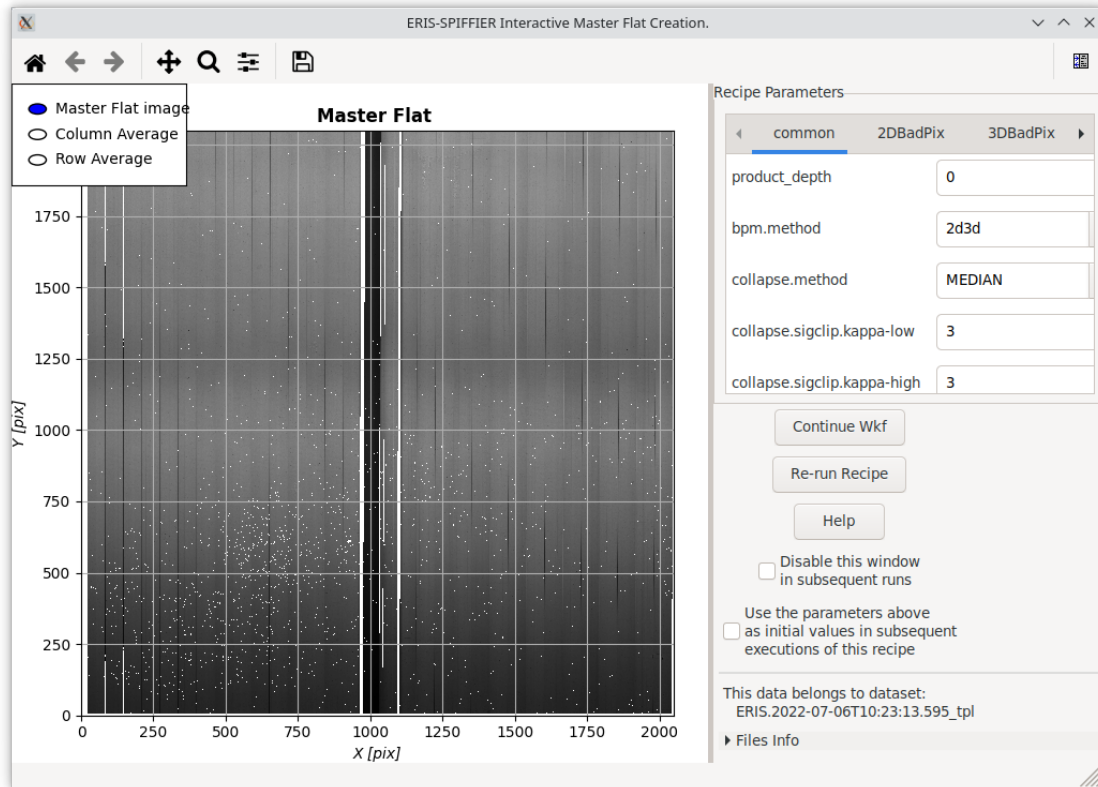 ERIS-SPIFFIER Interactive Master Flat Creation.
Master Flat image
Column Average
Row Average
Master Flat
1750
1500
1250
1000
750
500
250
0
0 250 500 750 1000 1250 1500 1750 2000
Y [pix]
X [pix]
Recipe Parameters
common 2DBadPix 3DBadPix
product_depth 0
bpm.method 2d3d
collapse.method MEDIAN
collapse.sigclip.kappa-low 3
collapse.sigclip.kappa-high 3
Continue Wkf
Re-run Recipe
Help
Disable this window
in subsequent runs
Use the parameters above
as initial values in subsequent
executions of this recipe
This data belongs to dataset:
ERIS.2022-07-06T10:23:13.595_tpl
Files Info